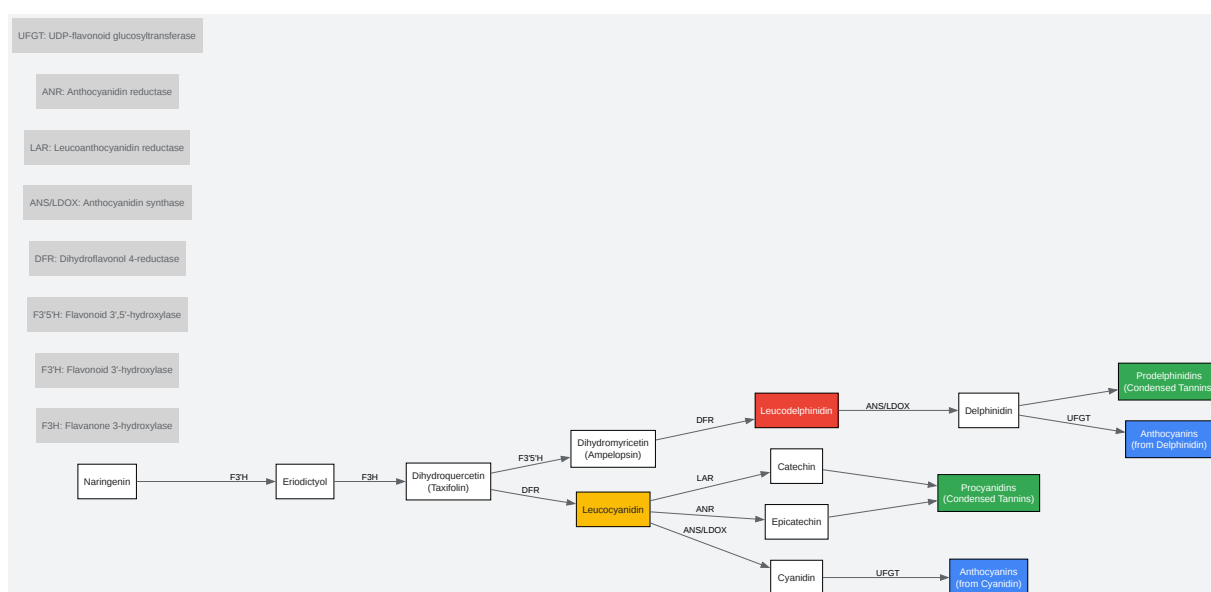 UFGT: UDP-flavonoid glucosyltransferase
ANR: Anthocyanidin reductase
LAR: Leucoanthocyanidin reductase
ANS/LDOX: Anthocyanidin synthase
DFR: Dihydroflavonol 4-reductase
F3'5'H: Flavonoid 3',5'-hydroxylase
F3'H: Flavonoid 3'-hydroxylase
F3H: Flavanone 3-hydroxylase
Naringenin
F3'H
Eriodictyol
F3H
Dihydroquercetin
(Taxifolin)
F3'5'H
DFR
Dihydromyricetin
(Ampelopsin)
DFR
Leucodelphinidin
ANS/LDOX
Delphinidin
Prodelphinidins
(Condensed Tannins
UFGT
Anthocyanins
(from Delphinidin)
Leucocyanidin
LAR
Catechin
ANR
Epicatechin
Procyanidins
(Condensed Tannins)
ANS/LDOX
Cyanidin
UFGT
Anthocyanins
(from Cyanidin)